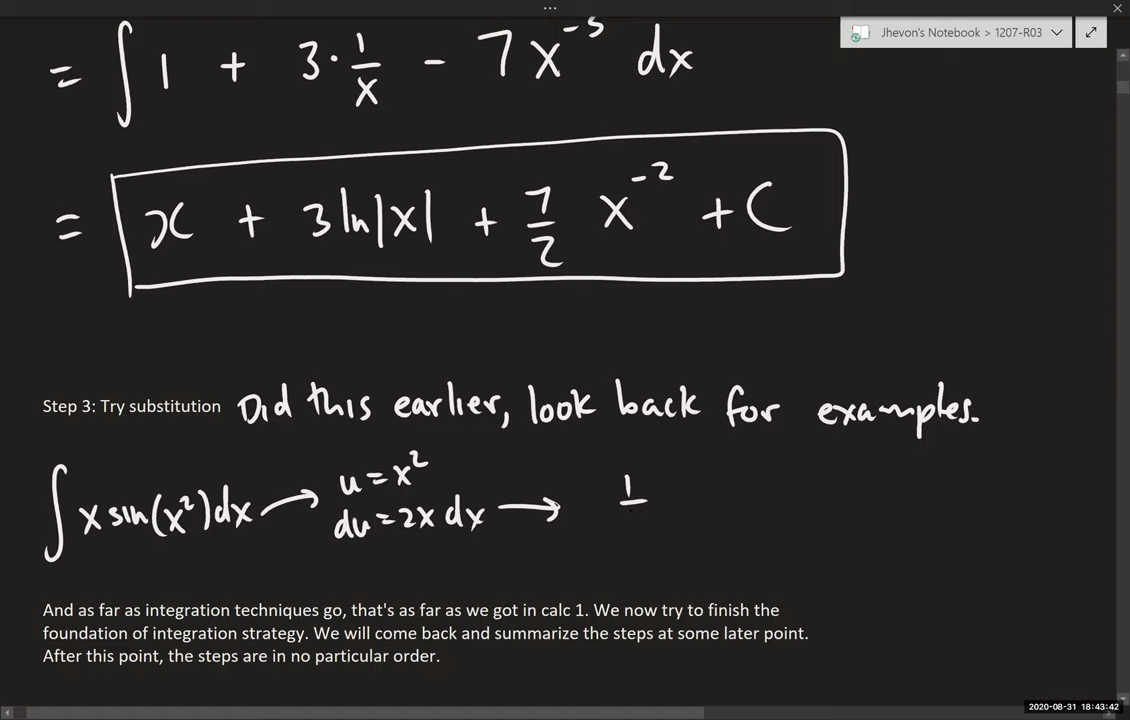 Jhevon's Notebook > 1207-R03
= ∫ 1 + 3 · 1/x - 7x^-3 dx
= x + 3 ln|x| + 7/2 x^-2 + C
Step 3: Try substitution Did this earlier, look back for examples.
∫ x sin(x²) dx → u = x² du = 2x dx → 1/
And as far as integration techniques go, that's as far as we got in calc 1. We now try to finish the
foundation of integration strategy. We will come back and summarize the steps at some later point.
After this point, the steps are in no particular order.
2020-08-31 18:43:42